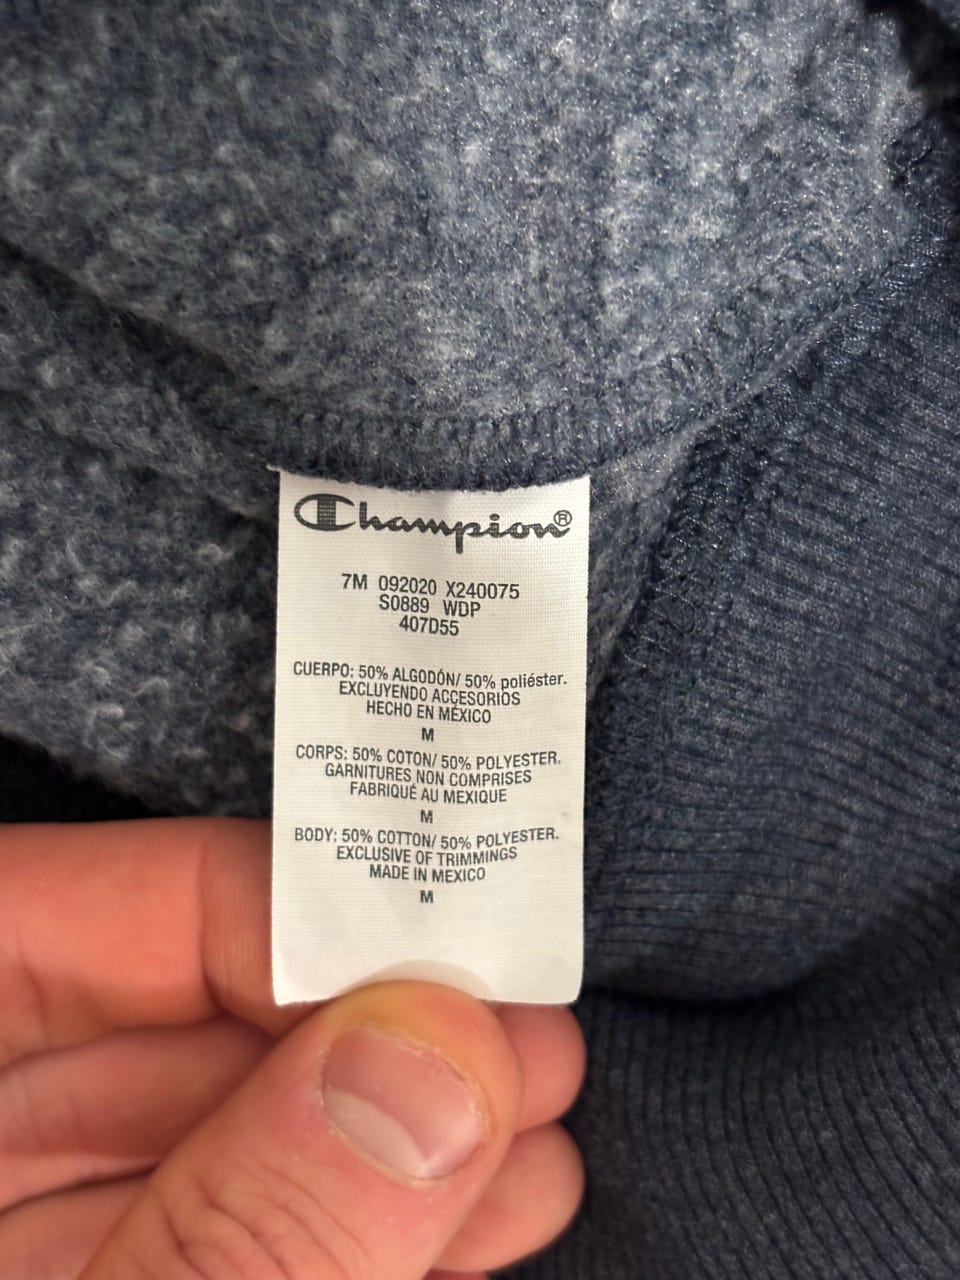 Champion®
7M 092020 X240075
S0889 WDP
407D55
CUERPO: 50% ALGODÓN/ 50% poliéster.
EXCLUYENDO ACCESORIOS
HECHO EN MÉXICO
M
CORPS: 50% COTON/ 50% POLYESTER.
GARNITURES NON COMPRISES
FABRIQUÉ AU MEXIQUE
M
BODY: 50% COTTON/ 50% POLYESTER.
EXCLUSIVE OF TRIMMINGS
MADE IN MEXICO
M